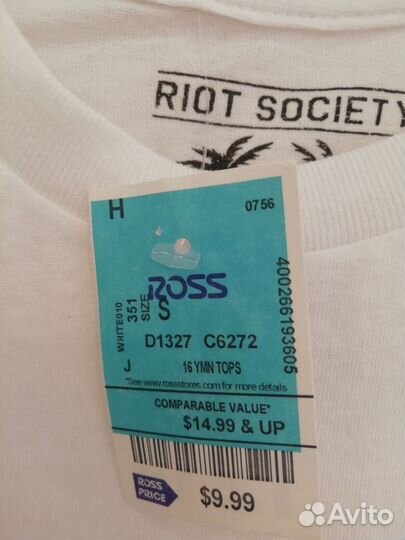 RIOT SOCIETY
H
0756
ROSS
WHITE010
351
SIZE
S
400266193605
D1327 C6272
J
16 YMN TOPS
*See www.rossstores.com for more details
COMPARABLE VALUE*
$14.99 & UP
ROSS
PRICE
$9.99
Avito